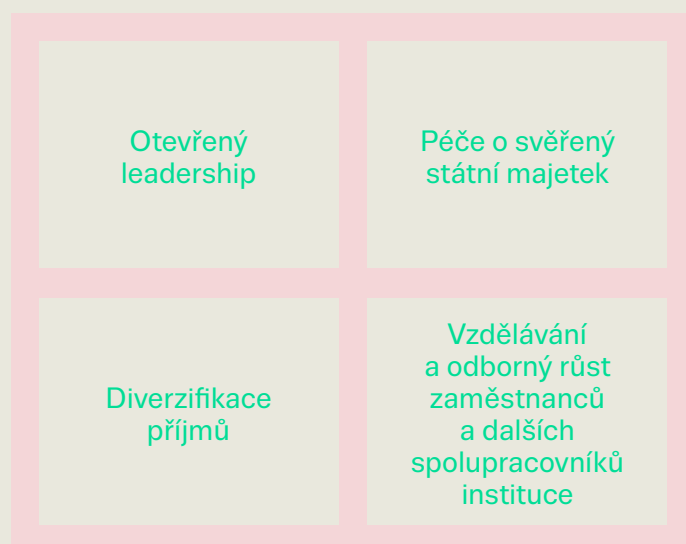 Otevřený
leadership
Péče o svěřený
státní majetek
Diverzifikace
příjmů
Vzdělávání
a odborný růst
zaměstnanců
a dalších
spolupracovníků
instituce